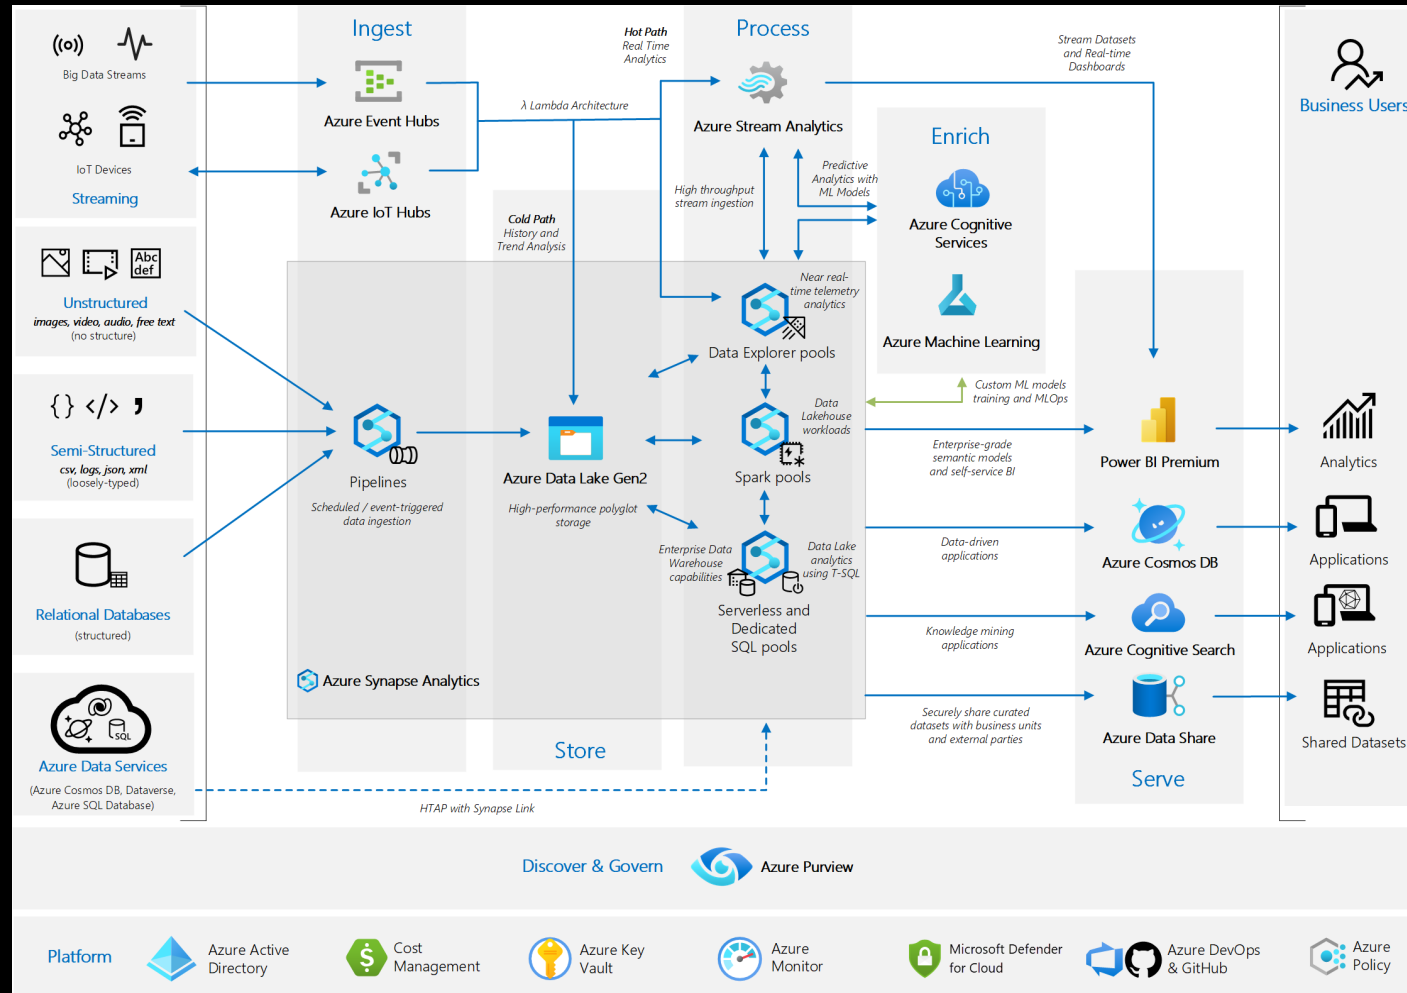 Ingest
Process
Hot Path
Real Time
Analytics
Stream Datasets
and Real-time
Dashboards
Big Data Streams
Azure Event Hubs
λ Lambda Architecture
Azure Stream Analytics
Business Users
Enrich
IoT Devices
Streaming
Azure IoT Hubs
High throughput
stream ingestion
Predictive
Analytics with
ML Models
Cold Path
History and
Trend Analysis
Azure Cognitive
Services
Abc
def
Unstructured
images, video, audio, free text
(no structure)
Near real-
time telemetry
analytics
Data Explorer pools
Azure Machine Learning
Custom ML models
training and MLOps
{} </> ,
Semi-Structured
csv, logs, json, xml
(loosely-typed)
Pipelines
Scheduled / event-triggered
data ingestion
Azure Data Lake Gen2
High-performance polyglot
storage
Data
Lakehouse
workloads
Spark pools
Enterprise-grade
semantic models
and self-service BI
Power BI Premium
Analytics
Enterprise Data
Warehouse
capabilities
Data Lake
analytics
using T-SQL
Data-driven
applications
Azure Cosmos DB
Applications
Relational Databases
(structured)
Serverless and
Dedicated
SQL pools
Knowledge mining
applications
Azure Cognitive Search
Applications
Azure Synapse Analytics
Securely share curated
datasets with business units
and external parties
Azure Data Share
Shared Datasets
Store
Serve
SQL
Azure Data Services
(Azure Cosmos DB, Dataverse,
Azure SQL Database)
HTAP with Synapse Link
Discover & Govern
Azure Purview
Platform
Azure Active
Directory
Cost
Management
Azure Key
Vault
Azure
Monitor
Microsoft Defender
for Cloud
Azure DevOps
& GitHub
Azure
Policy